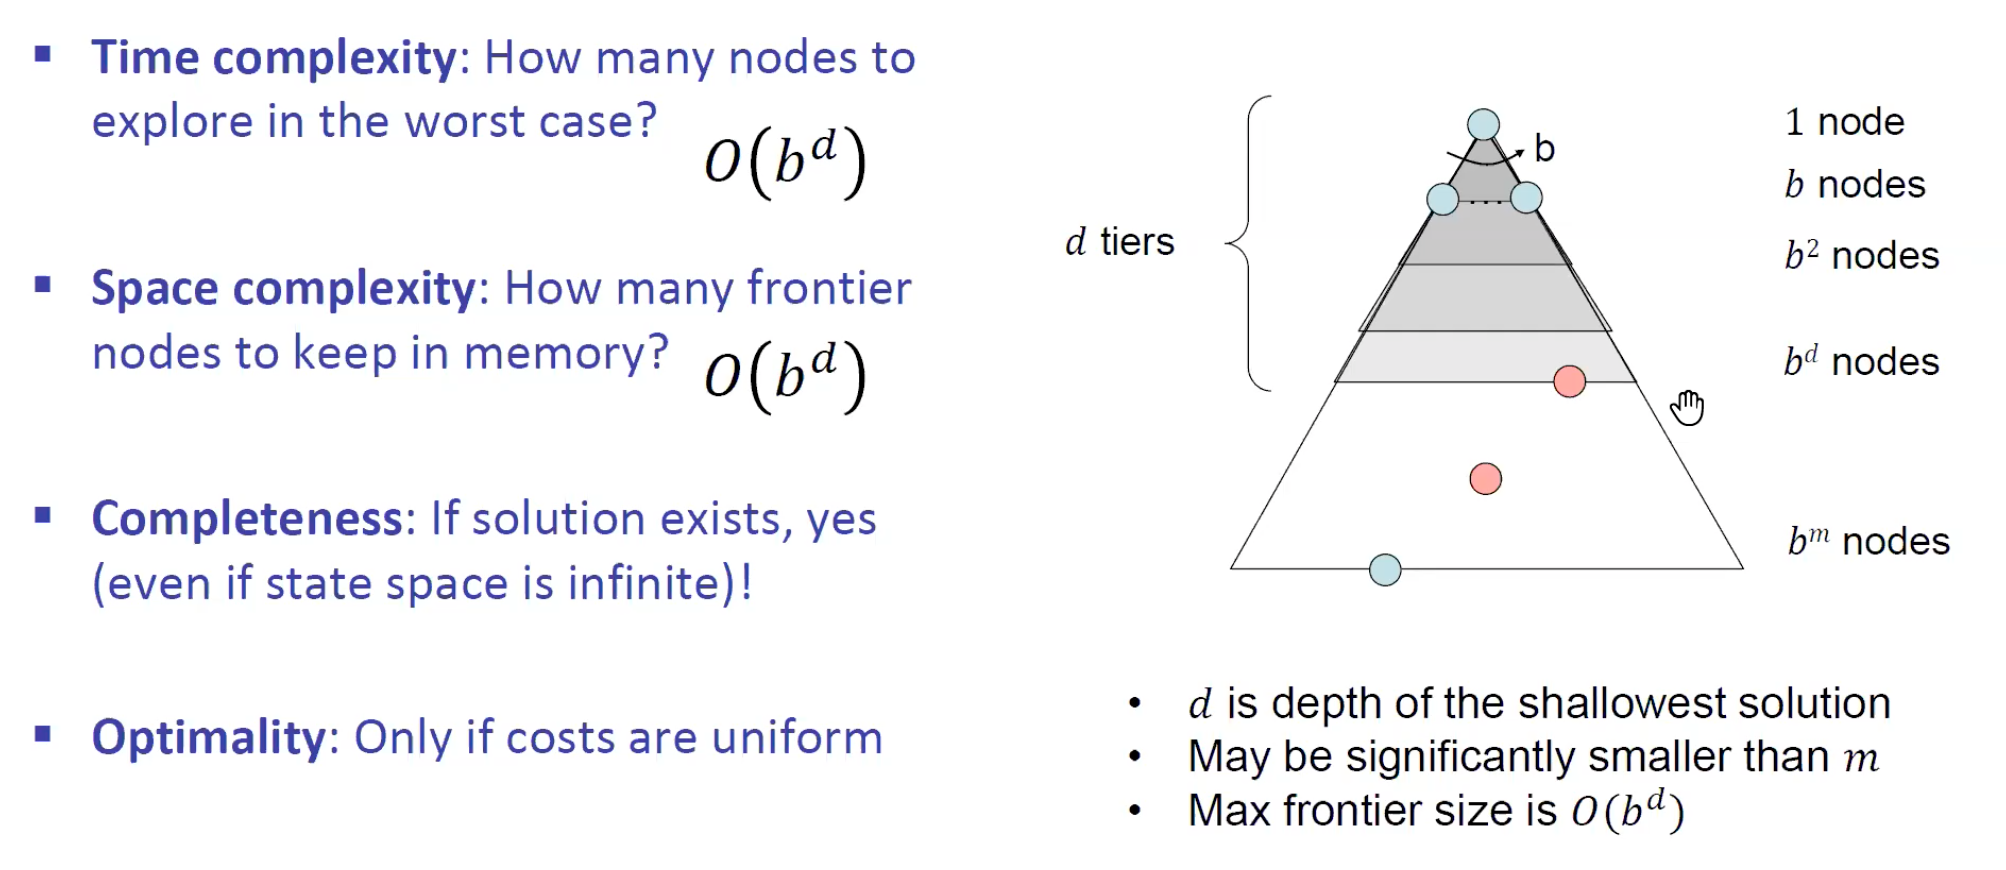 ▪ Time complexity: How many nodes to
explore in the worst case?
O(b^d)
▪ Space complexity: How many frontier
nodes to keep in memory?
O(b^d)
▪ Completeness: If solution exists, yes
(even if state space is infinite)!
▪ Optimality: Only if costs are uniform
d tiers
b
...
1 node
b nodes
b² nodes
b^d nodes
b^m nodes
• d is depth of the shallowest solution
• May be significantly smaller than m
• Max frontier size is O(b^d)